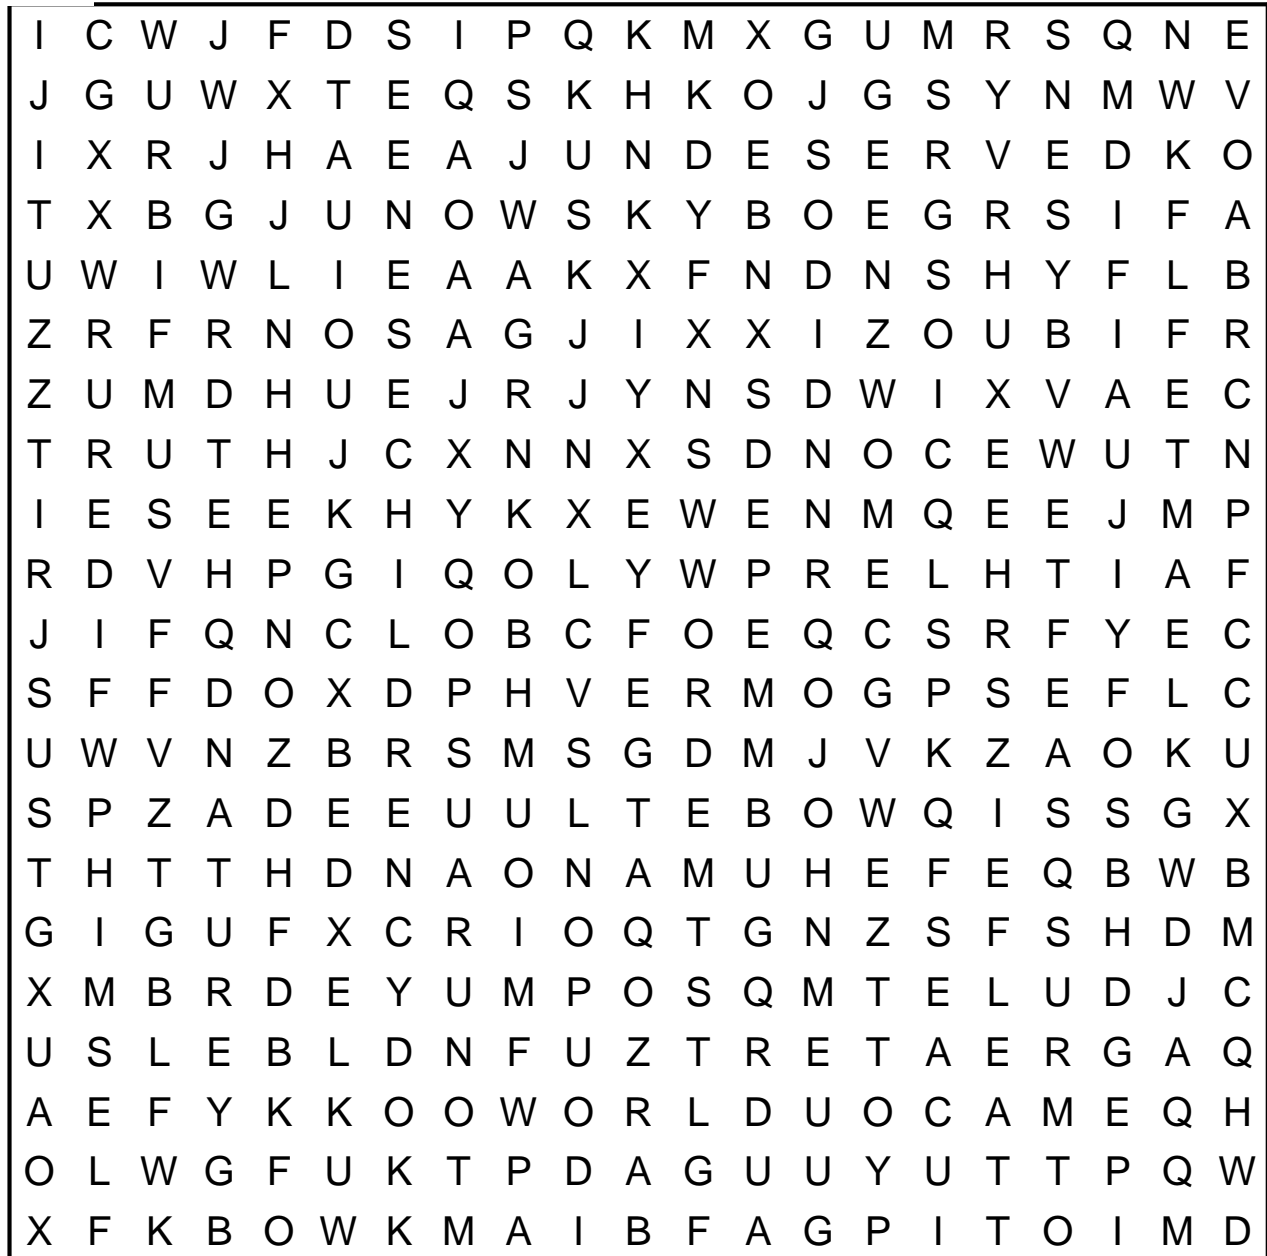 I C W J F D S I P Q K M X G U M R S Q N E
J G U W X T E Q S K H K O J G S Y N M W V
I X R J H A E A J U N D E S E R V E D K O
T X B G J U N O W S K Y B O E G R S I F A
U W I W L I E A A K X F N D N S H Y F L B
Z R F R N O S A G J I X X I Z O U B I F R
Z U M D H U E J R J Y N S D W I X V A E C
T R U T H J C X N N X S D N O C E W U T N
I E S E E K H Y K X E W E N M Q E E J M P
R D V H P G I Q O L Y W P R E L H T I A F
J I F Q N C L O B C F O E Q C S R F Y E C
S F F D O X D P H V E R M O G P S E F L C
U W V N Z B R S M S G D M J V K Z A O K U
S P Z A D E E U U L T E B O W Q I S S G X
T H T T H D N A O N A M U H E F E Q B W B
G I G U F X C R I O Q T G N Z S F S H D M
X M B R D E Y U M P O S Q M T E L U D J C
U S L E B L D N F U Z T R E T A E R G A Q
A E F Y K K O O W O R L D U O C A M E Q H
O L W G F U K T P D A G U U Y U T T P Q W
X F K B O W K M A I B F A G P I T O I M D